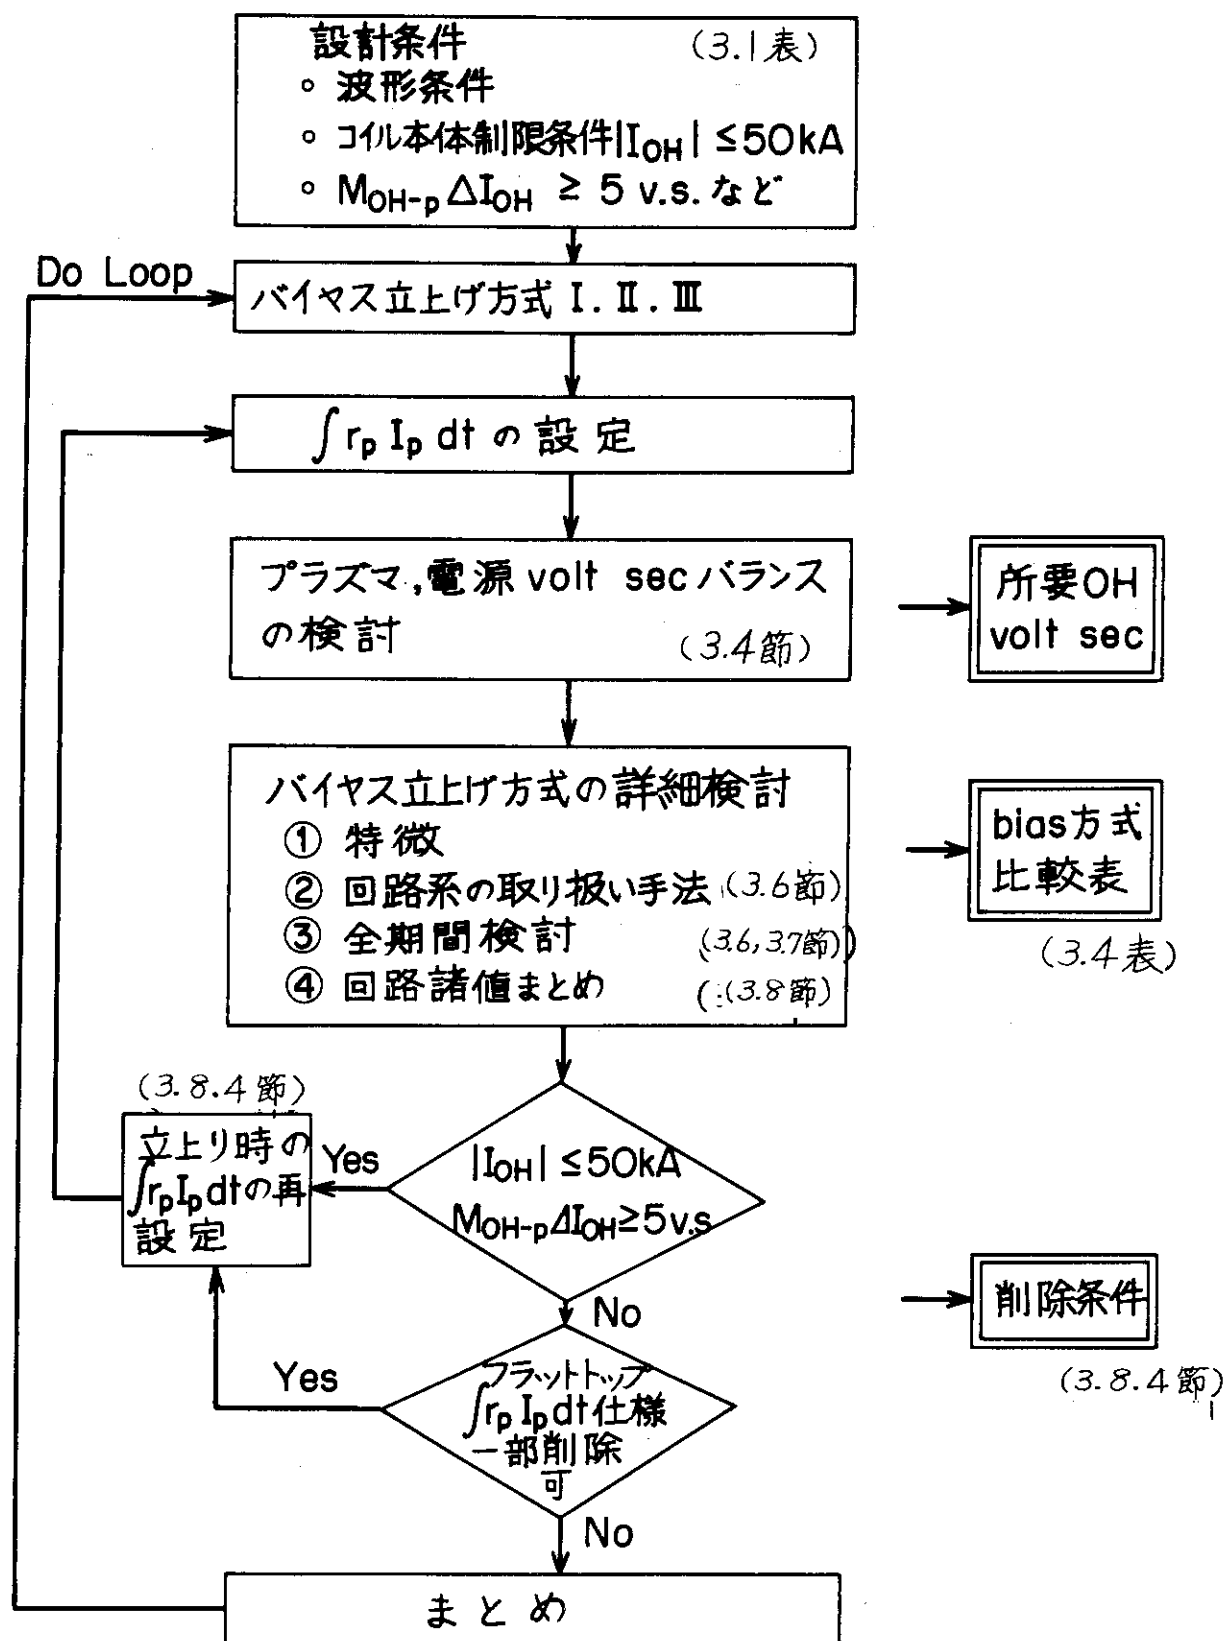 設計条件 (3.1表)
◦ 波形条件
◦ コイル本体制限条件|I_OH| ≤50kA
◦ M_OH-p ΔI_OH ≥ 5 v.s. など
Do Loop
バイヤス立上げ方式 I. II. III
∫ r_p I_p dt の設定
プラズマ,電源 volt sec バランス
の検討 (3.4節)
所要OH
volt sec
バイヤス立上げ方式の詳細検討
① 特微
② 回路系の取り扱い手法 (3.6節)
③ 全期間検討 (3.6,3.7節)
④ 回路諸値まとめ (3.8節)
bias方式
比較表
(3.4表)
(3.8.4節)
立上り時の
∫r_p I_p dtの再
設定
Yes
|I_OH| ≤50kA
M_OH-p ΔI_OH≥5v.s
No
削除条件
(3.8.4節)
Yes
フラットトップ
∫r_p I_p dt仕様
一部削除
可
No
まとめ